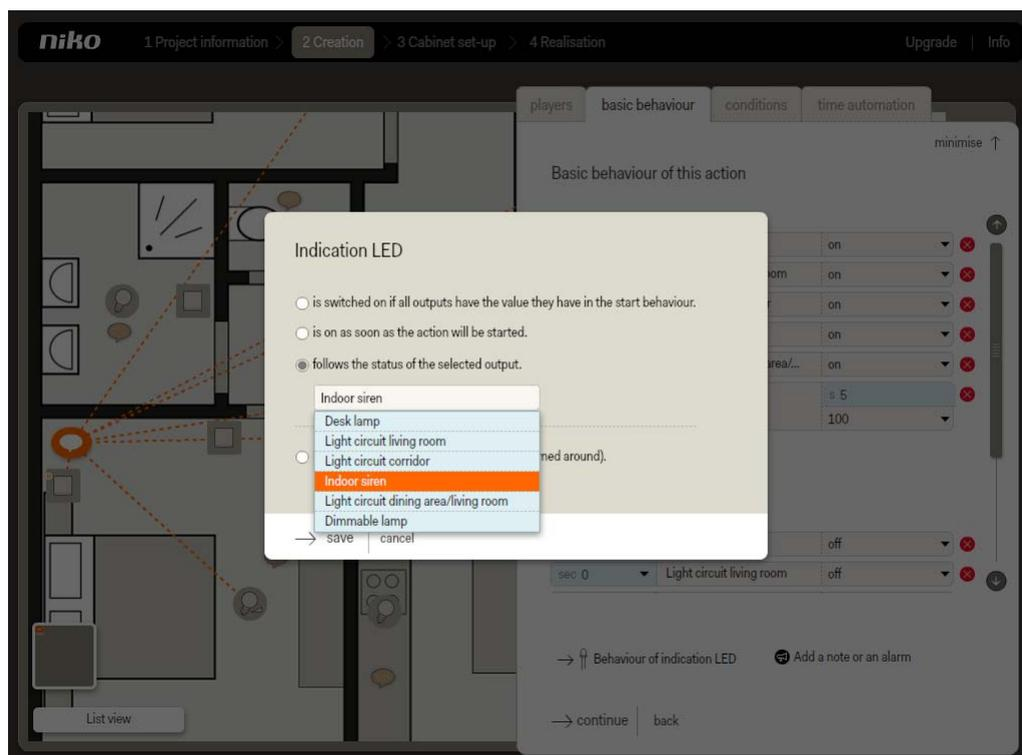 niko
1 Project information > 2 Creation > 3 Cabinet set-up > 4 Realisation
Upgrade | Info
players basic behaviour conditions time automation
minimise ↑
Basic behaviour of this action
Indication LED
on
oom on
is switched on if all outputs have the value they have in the start behaviour.
r on
is on as soon as the action will be started.
on
follows the status of the selected output.
area/... on
Indoor siren
s 5
Desk lamp
100
Light circuit living room
Light circuit corridor
ned around).
Indoor siren
Light circuit dining area/living room
Dimmable lamp
→ save cancel
off
sec 0 Light circuit living room off
→ Behaviour of indication LED Add a note or an alarm
List view
→ continue back